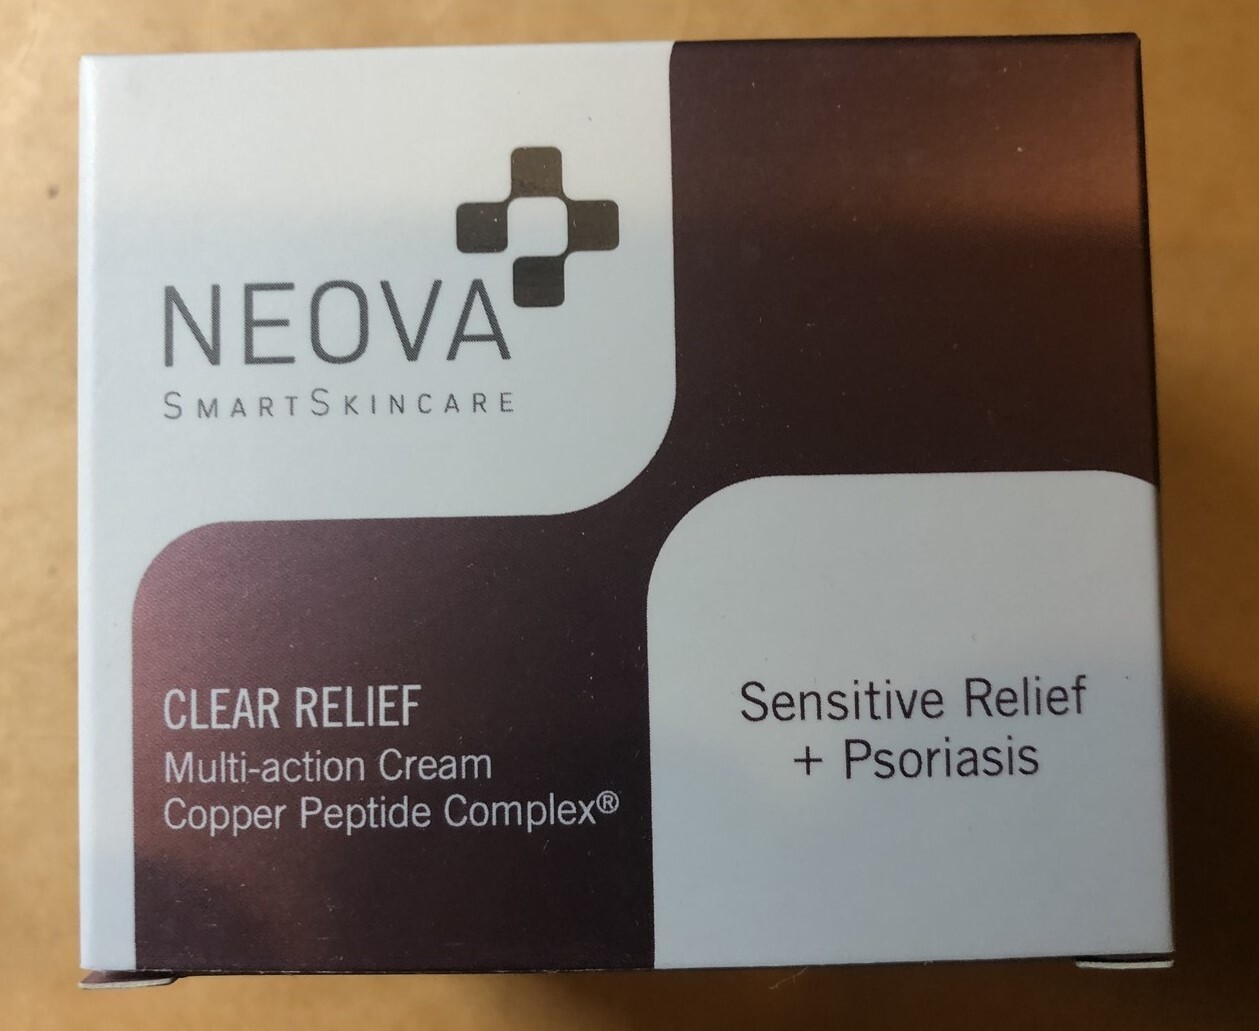 NEOVA
SMARTSKINCARE
CLEAR RELIEF
Multi-action Cream
Copper Peptide Complex®
Sensitive Relief
+ Psoriasis